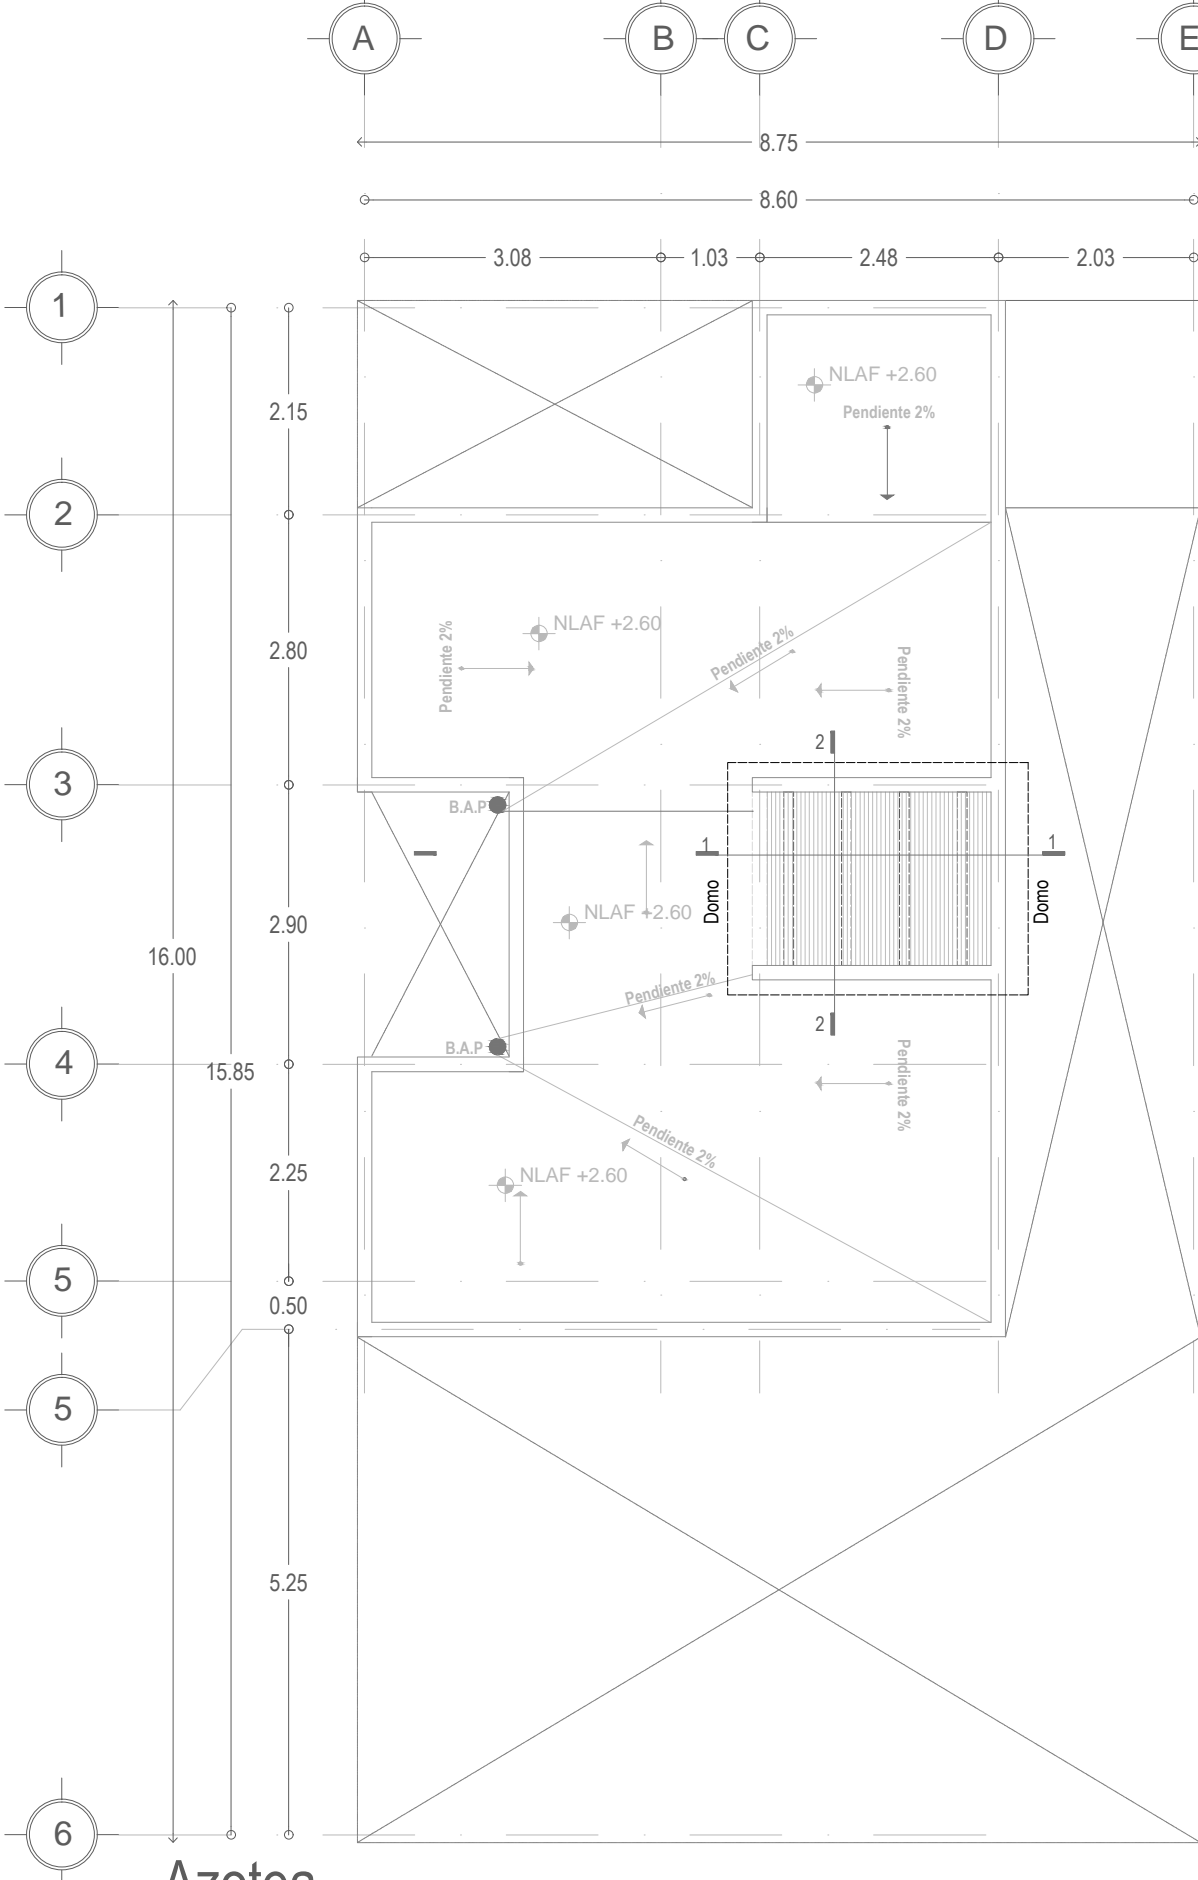 A B C D E
8.75
8.60
3.08 1.03 2.48 2.03
1
2.15
NLAF +2.60
Pendiente 2%
2
2.80
NLAF +2.60
Pendiente 2%
Pendiente 2%
Pendiente 2%
2
3
B.A.P
1
1
Domo
Domo
NLAF +2.60
2.90
16.00
Pendiente 2%
2
B.A.P
4
15.85
Pendiente 2%
Pendiente 2%
2.25
NLAF +2.60
5
0.50
5
5.25
6